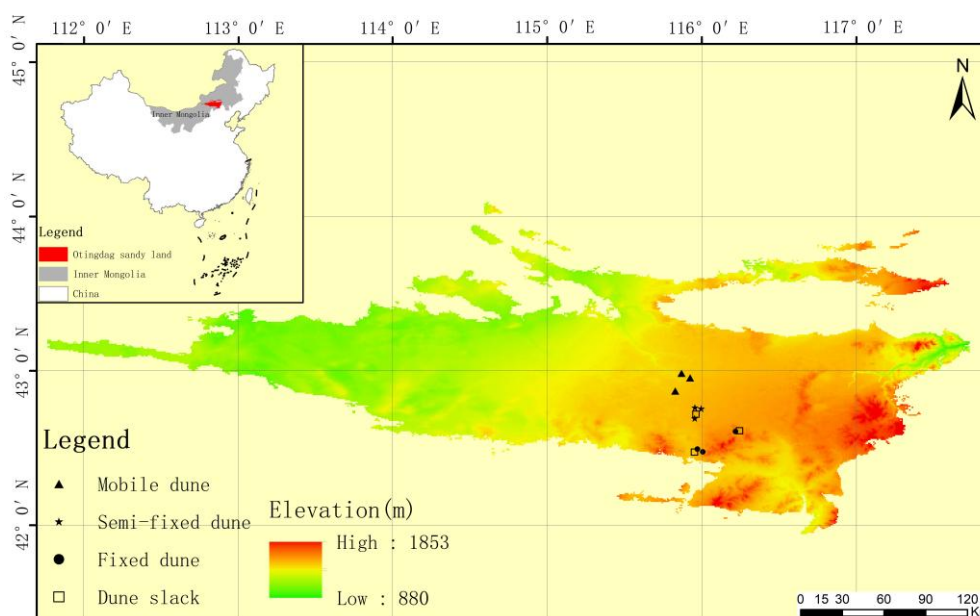 112° 0′ E 113° 0′ E 114° 0′ E 115° 0′ E 116° 0′ E 117° 0′ E
45° 0′ N
44° 0′ N
43° 0′ N
42° 0′ N
N
Inner Mongolia
Legend
Otingdag sandy land
Inner Mongolia
China
Legend
Mobile dune
Semi-fixed dune
Fixed dune
Dune slack
Elevation(m)
High : 1853
Low : 880
0 15 30 60 90 120
K